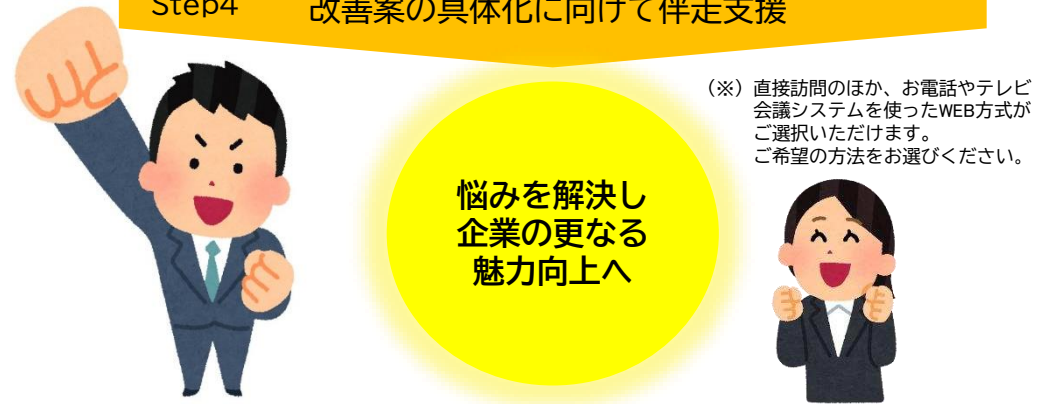 Step4 改善案の具体化に向けて伴走支援
（※）直接訪問のほか、お電話やテレビ
会議システムを使ったWEB方式が
ご選択いただけます。
ご希望の方法をお選びください。
悩みを解決し
企業の更なる
魅力向上へ